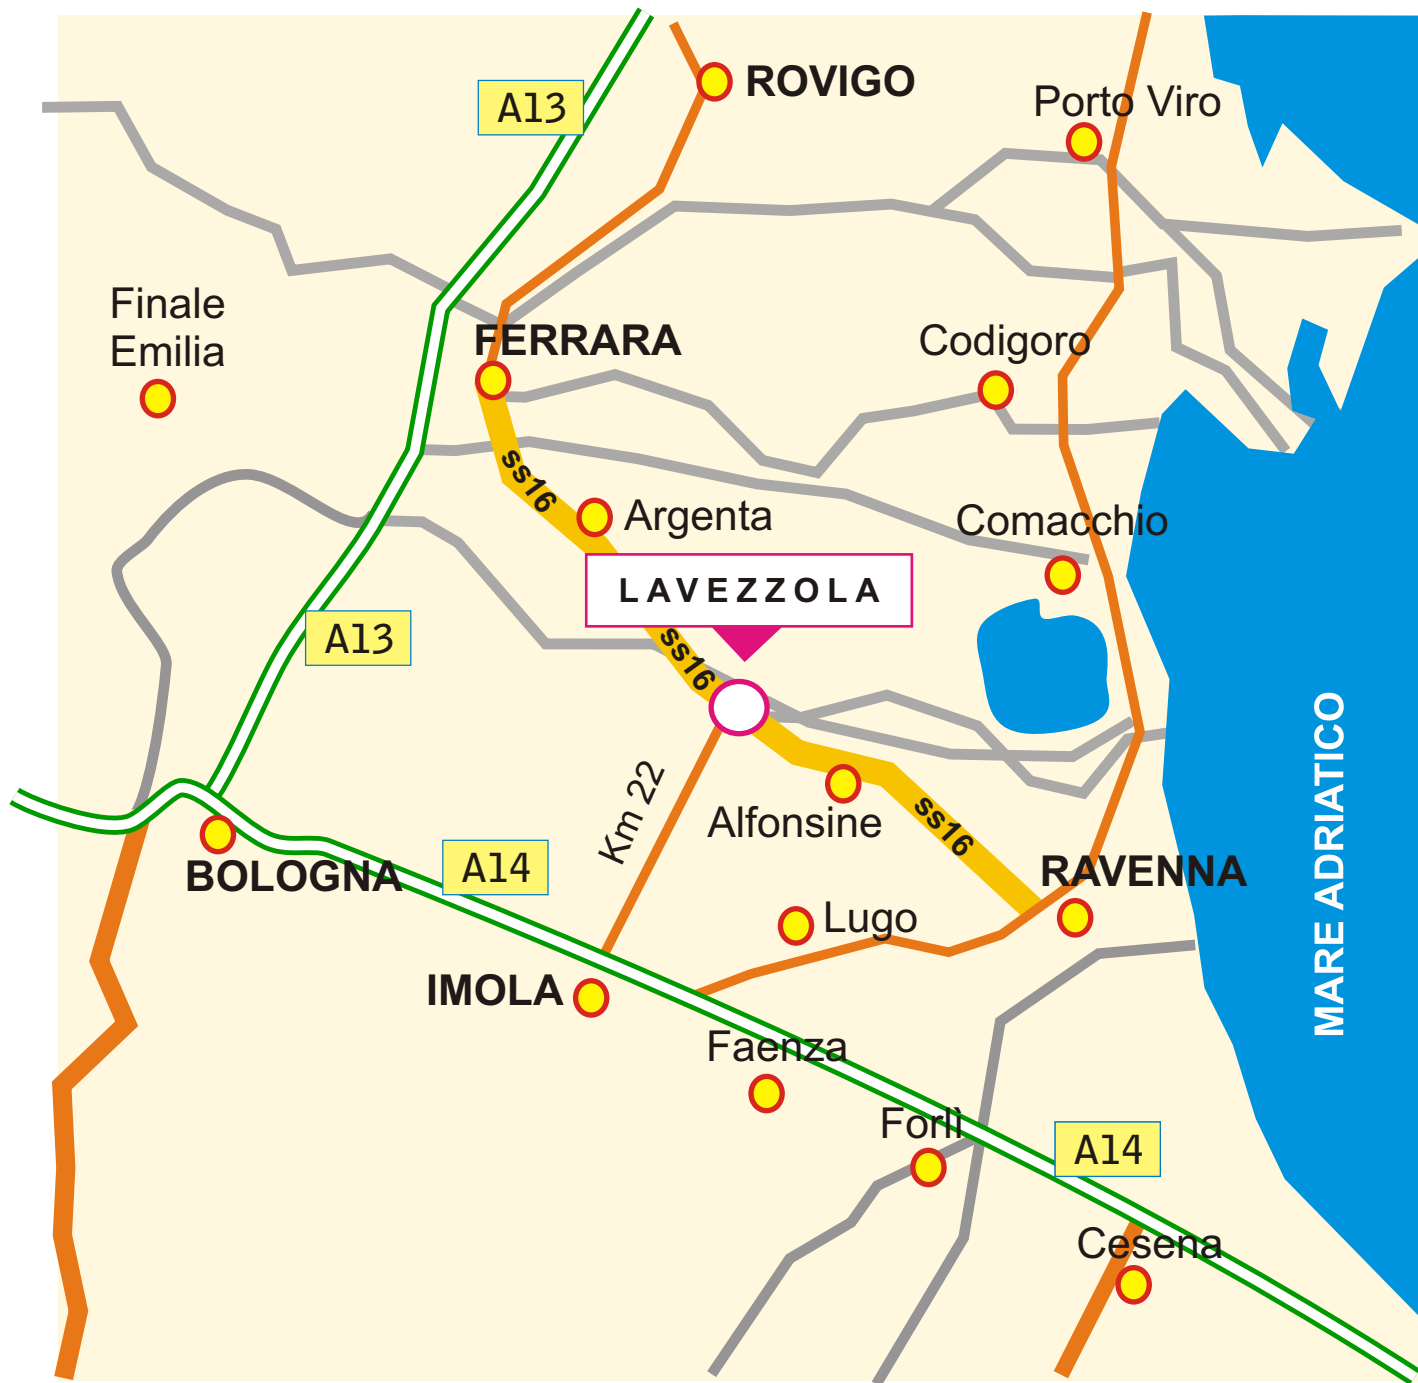 ROVIGO
A13
Porto Viro
Finale
Emilia
FERRARA
Codigoro
ss16
Argenta
Comacchio
LAVEZZOLA
A13
ss16
MARE ADRIATICO
Km 22
Alfonsine
ss16
BOLOGNA
A14
RAVENNA
Lugo
IMOLA
Faenza
Forlì
A14
Cesena